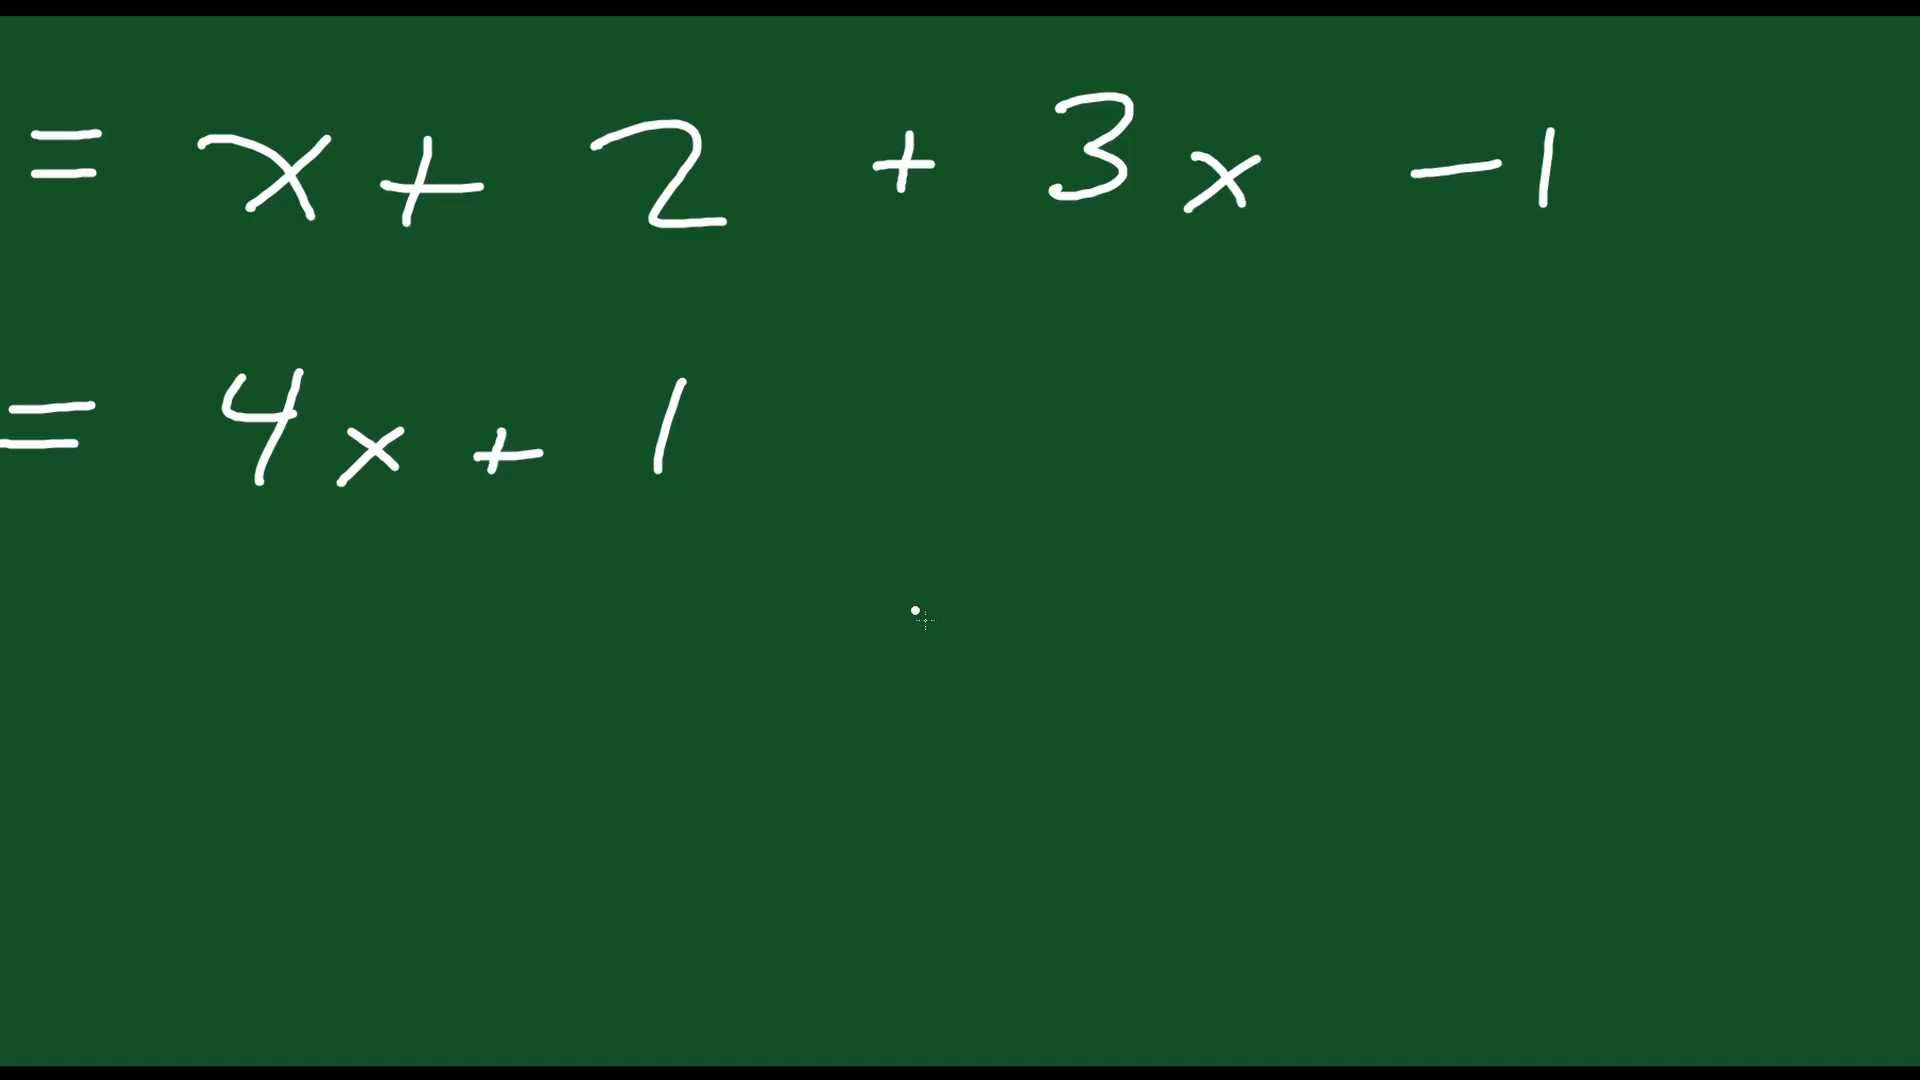 = x + 2 + 3x - 1
= 4x + 1